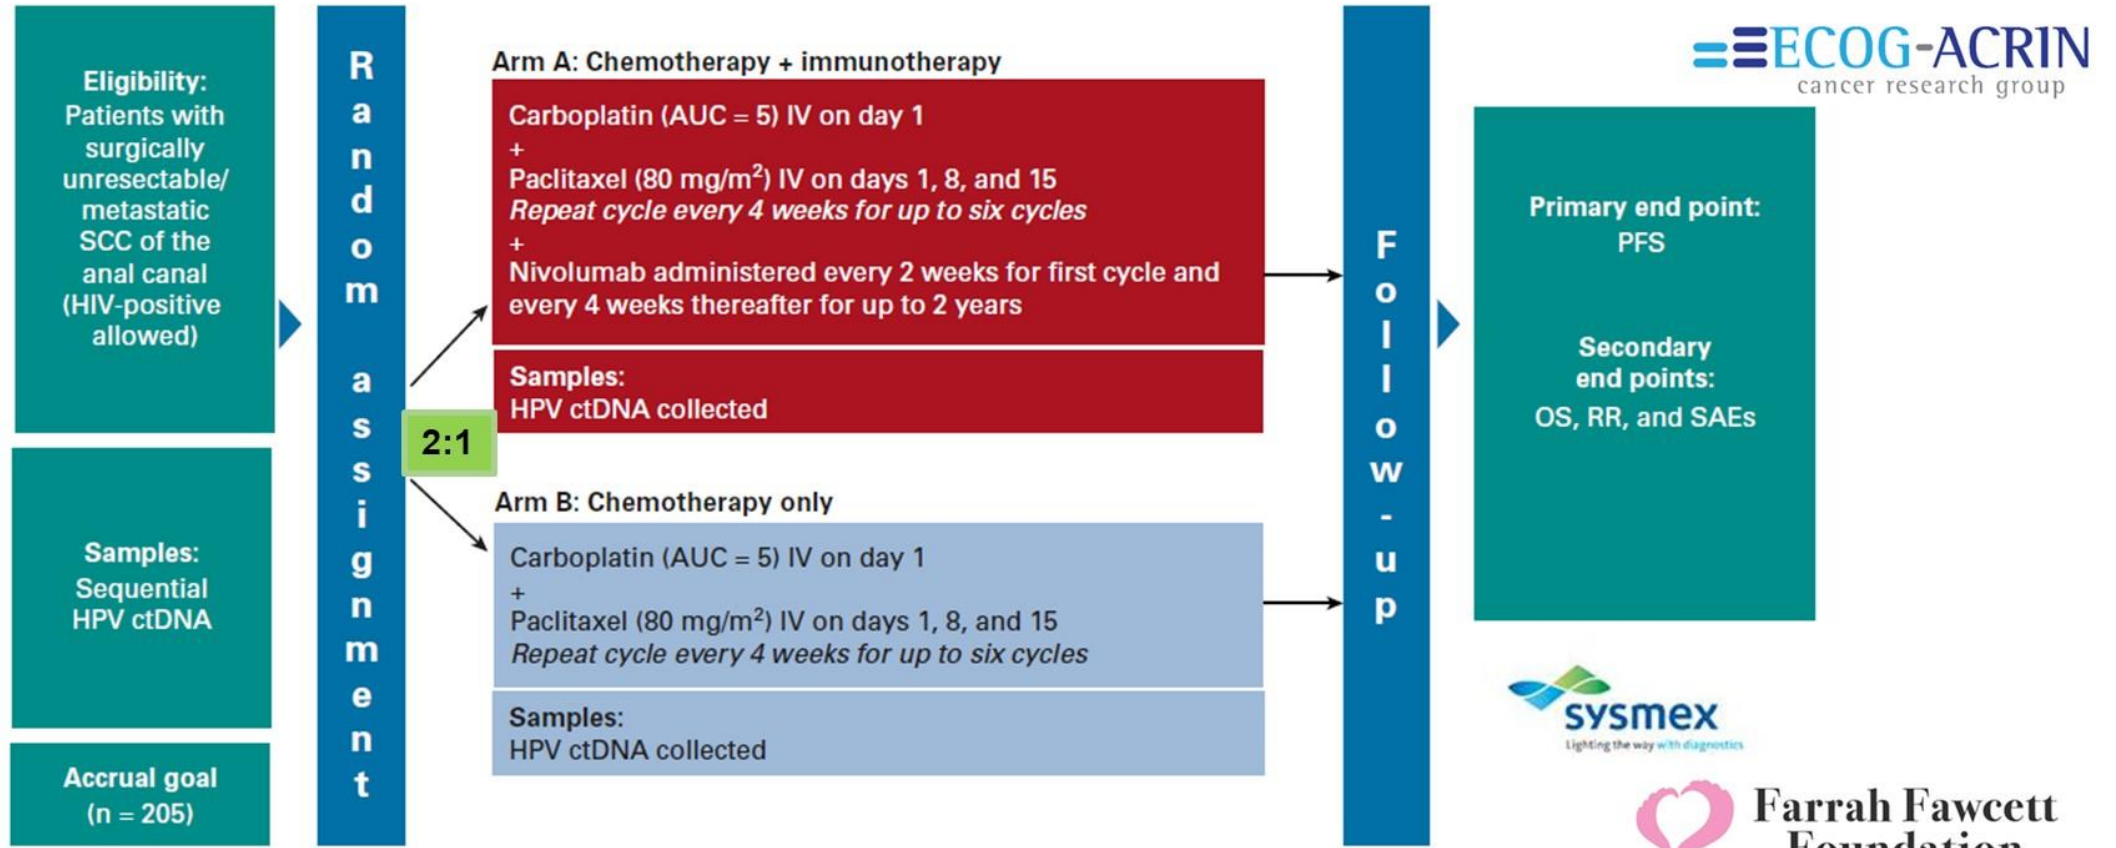 Eligibility:
Patients with
surgically
unresectable/
metastatic
SCC of the
anal canal
(HIV-positive
allowed)
Samples:
Sequential
HPV ctDNA
Accrual goal
(n = 205)
Random assignment
2:1
Arm A: Chemotherapy + immunotherapy
Carboplatin (AUC = 5) IV on day 1
+
Paclitaxel (80 mg/m²) IV on days 1, 8, and 15
Repeat cycle every 4 weeks for up to six cycles
+
Nivolumab administered every 2 weeks for first cycle and
every 4 weeks thereafter for up to 2 years
Samples:
HPV ctDNA collected
Arm B: Chemotherapy only
Carboplatin (AUC = 5) IV on day 1
+
Paclitaxel (80 mg/m²) IV on days 1, 8, and 15
Repeat cycle every 4 weeks for up to six cycles
Samples:
HPV ctDNA collected
Follow-up
ECOG-ACRIN
cancer research group
Primary end point:
PFS
Secondary
end points:
OS, RR, and SAEs
sysmex
Lighting the way with diagnostics
Farrah Fawcett
Foundation